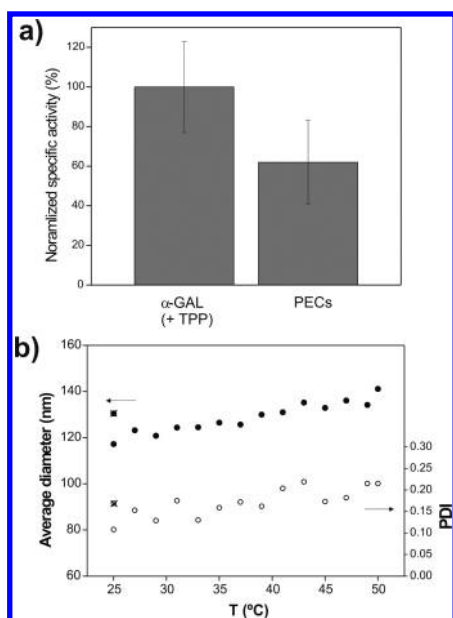 a)
Noramlized specific activity (%)
120
100
80
60
40
20
0
α-GAL
(+ TPP)
PECs
b)
Average diameter (nm)
160
140
120
100
80
60
0.30
0.25
0.20
0.15
0.10
0.05
0.00
PDI
25
30
35
40
45
50
T (ºC)